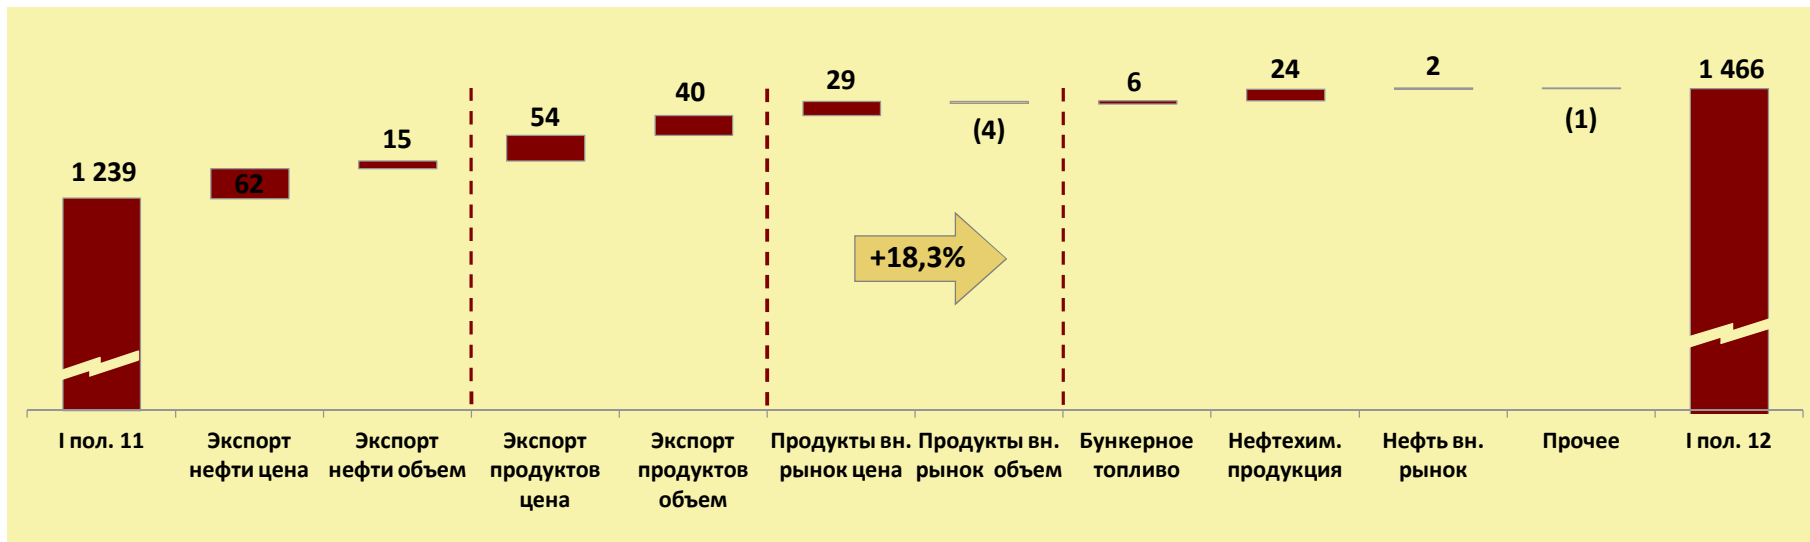 1 239
62
15
54
40
29
(4)
6
24
2
(1)
1 466
+18,3%
I пол. 11
Экспорт
нефти цена
Экспорт
нефти объем
Экспорт
продуктов
цена
Экспорт
продуктов
объем
Продукты вн.
рынок цена
Продукты вн.
рынок объем
Бункерное
топливо
Нефтехим.
продукция
Нефть вн.
рынок
Прочее
I пол. 12